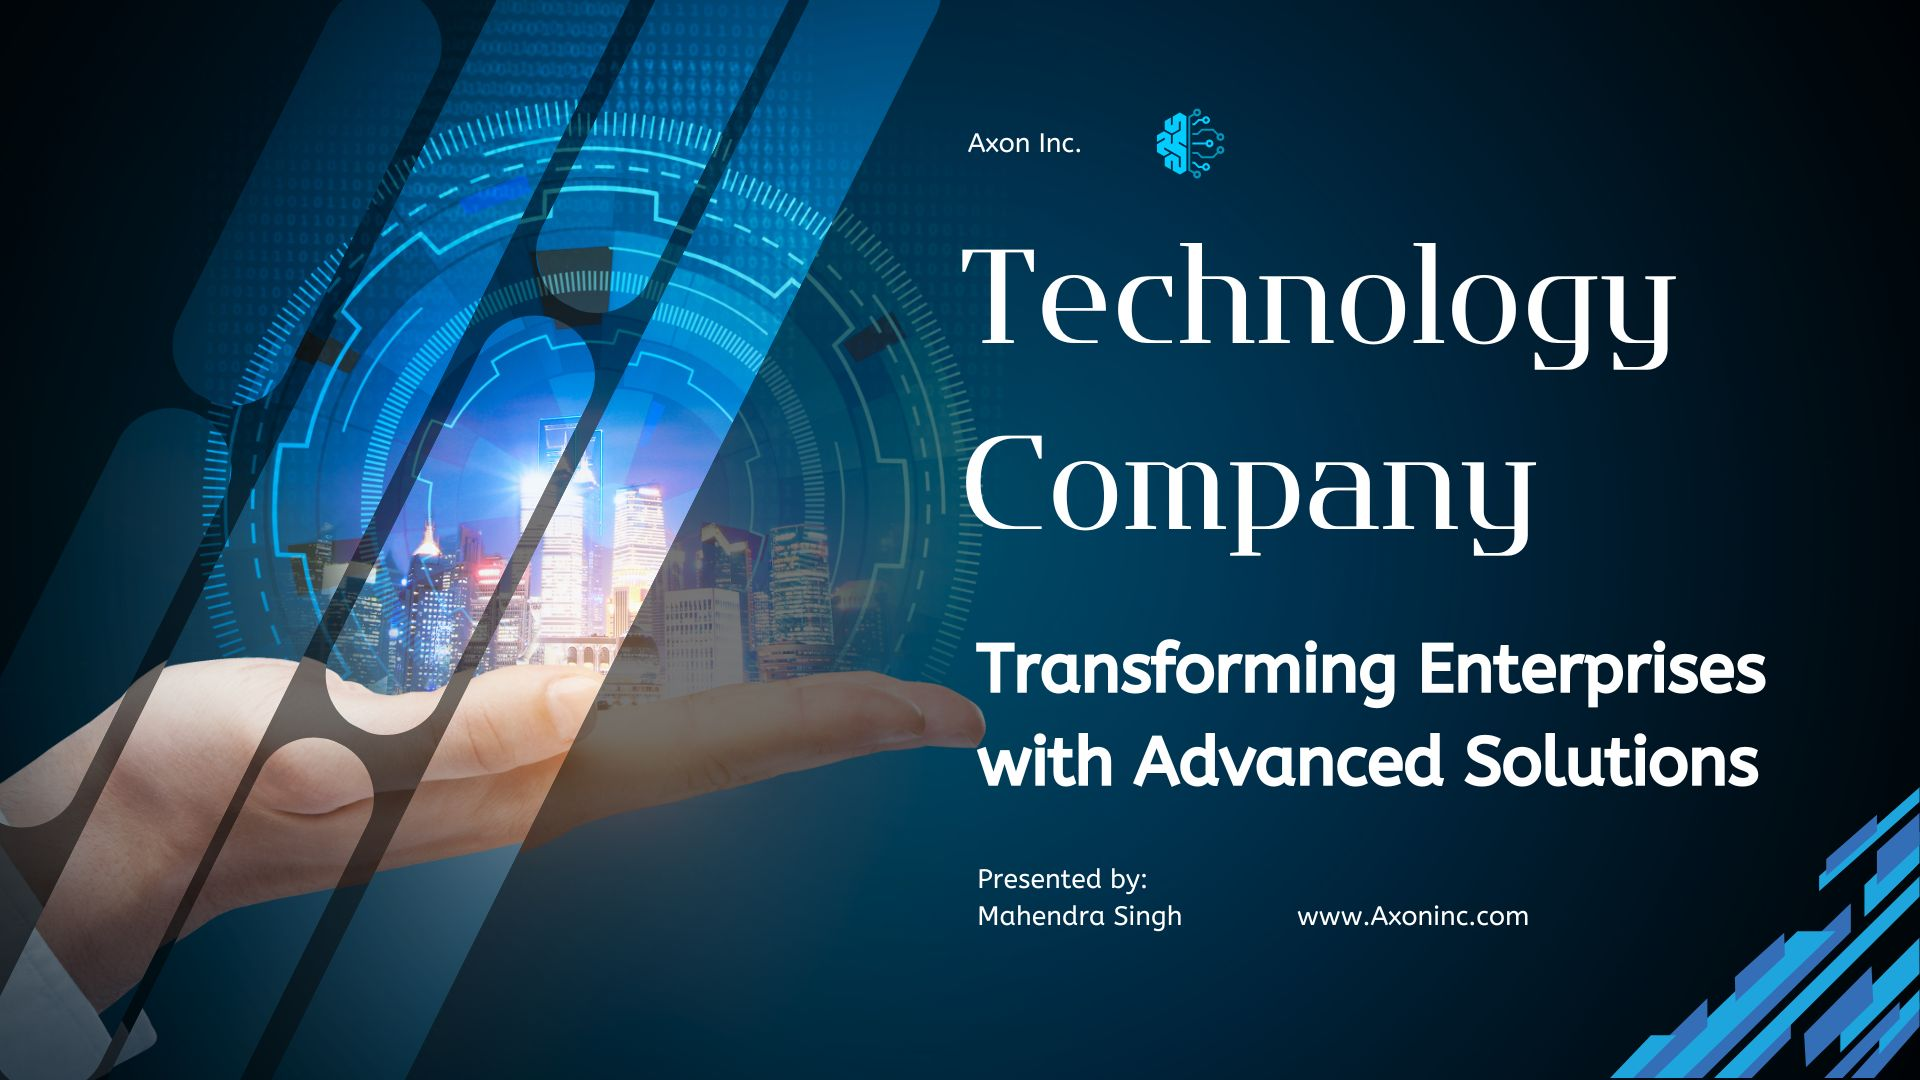 Axon Inc.
Technology
Company
Transforming Enterprises
with Advanced Solutions
Presented by:
Mahendra Singh
www.Axoninc.com